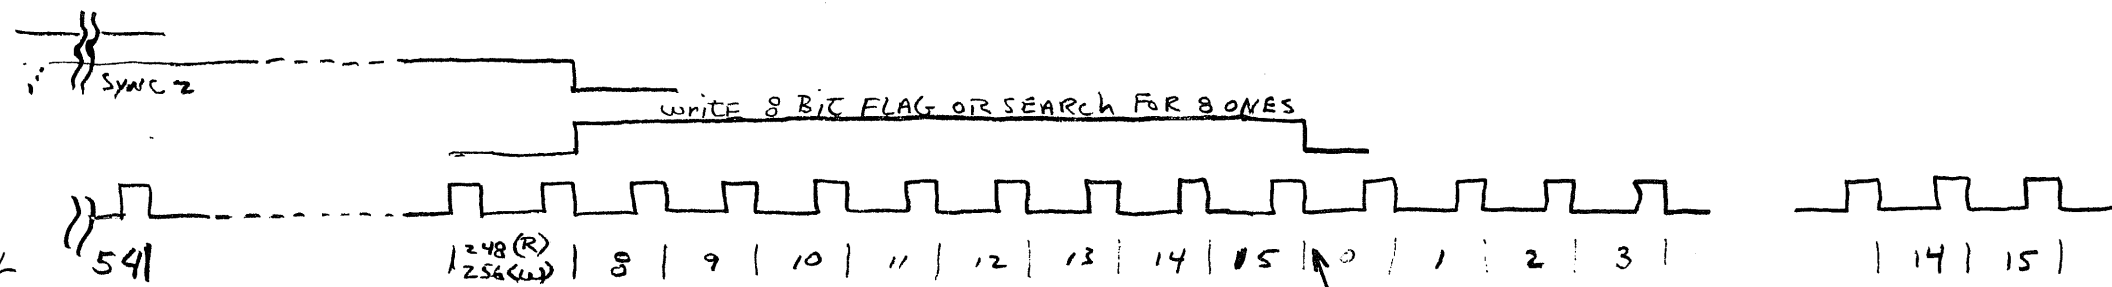 SYNC 2
WRITE 8 BIT FLAG OR SEARCH FOR 8 ONES
54 248(R) 8 9 10 11 12 13 14 15 0 1 2 3 14 15
256(W)